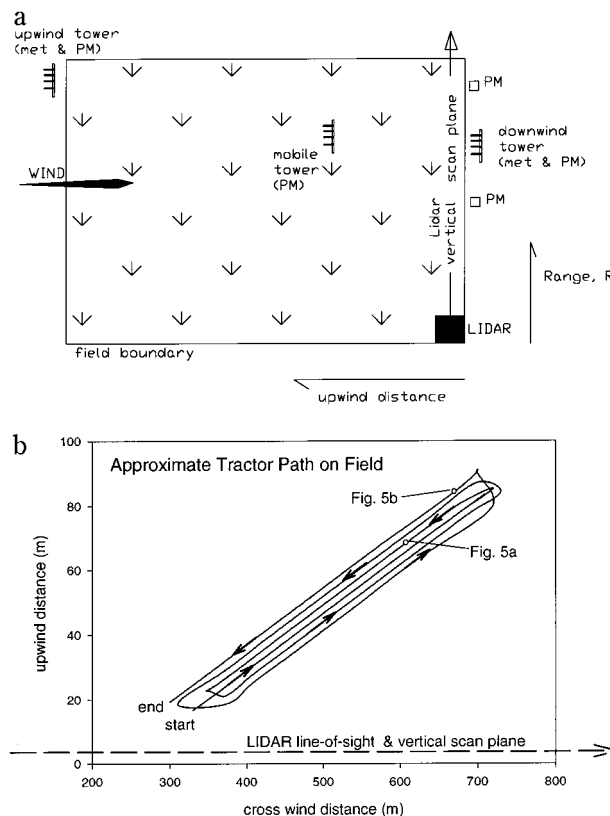 a
upwind tower
(met & PM)
PM
downwind
tower
(met & PM)
mobile
tower
(PM)
WIND
PM
Lidar
vertical scan plane
Range, R
LIDAR
field boundary
upwind distance
b
100
Approximate Tractor Path on Field
Fig. 5b
80
Fig. 5a
60
upwind distance (m)
40
20
end
start
LIDAR line-of-sight & vertical scan plane
0
200 300 400 500 600 700 800
cross wind distance (m)